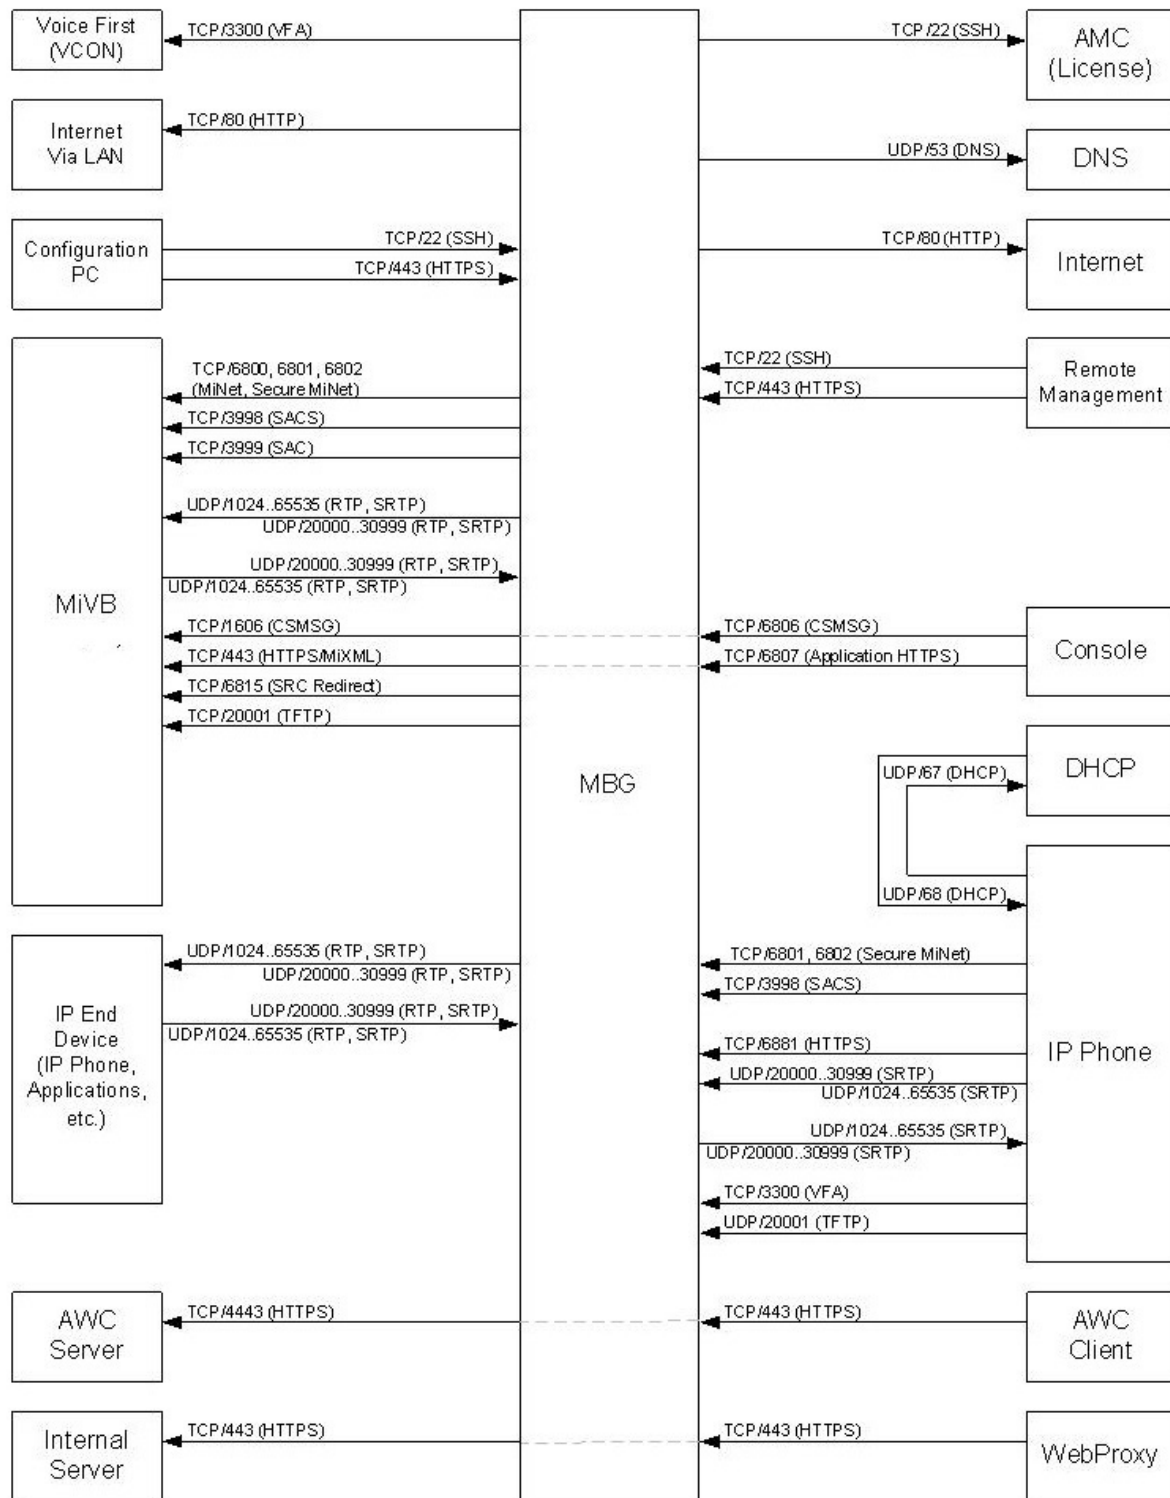 Voice First
(VCON)
TCP/3300 (VFA)
TCP/22 (SSH)
AMC
(License)
Internet
Via LAN
TCP/80 (HTTP)
UDP/53 (DNS)
DNS
Configuration
PC
TCP/22 (SSH)
TCP/443 (HTTPS)
TCP/80 (HTTP)
Internet
TCP/6800, 6801, 6802
(MiNet, Secure MiNet)
TCP/3998 (SACS)
TCP/3999 (SAC)
TCP/22 (SSH)
TCP/443 (HTTPS)
Remote
Management
UDP/1024..65535 (RTP, SRTP)
UDP/20000..30999 (RTP, SRTP)
UDP/20000..30999 (RTP, SRTP)
UDP/1024..65535 (RTP, SRTP)
MiVB
TCP/1606 (CSMSG)
TCP/443 (HTTPS/MiXML)
TCP/6815 (SRC Redirect)
TCP/20001 (TFTP)
TCP/6806 (CSMSG)
TCP/6807 (Application HTTPS)
Console
MBG
UDP/67 (DHCP)
DHCP
UDP/68 (DHCP)
UDP/1024..65535 (RTP, SRTP)
UDP/20000..30999 (RTP, SRTP)
UDP/20000..30999 (RTP, SRTP)
UDP/1024..65535 (RTP, SRTP)
IP End
Device
(IP Phone,
Applications,
etc.)
TCP/6801, 6802 (Secure MiNet)
TCP/3998 (SACS)
TCP/6881 (HTTPS)
UDP/20000..30999 (SRTP)
UDP/1024..65535 (SRTP)
UDP/1024..65535 (SRTP)
UDP/20000..30999 (SRTP)
TCP/3300 (VFA)
UDP/20001 (TFTP)
IP Phone
AWC
Server
TCP/4443 (HTTPS)
TCP/443 (HTTPS)
AWC
Client
Internal
Server
TCP/443 (HTTPS)
TCP/443 (HTTPS)
WebProxy